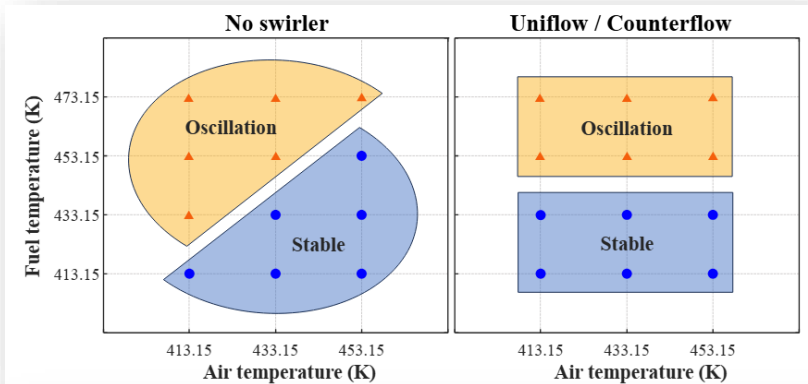 No swirler
Uniflow / Counterflow
Fuel temperature (K)
473.15
453.15
433.15
413.15
Oscillation
Stable
Oscillation
Stable
413.15 433.15 453.15
413.15 433.15 453.15
Air temperature (K)
Air temperature (K)